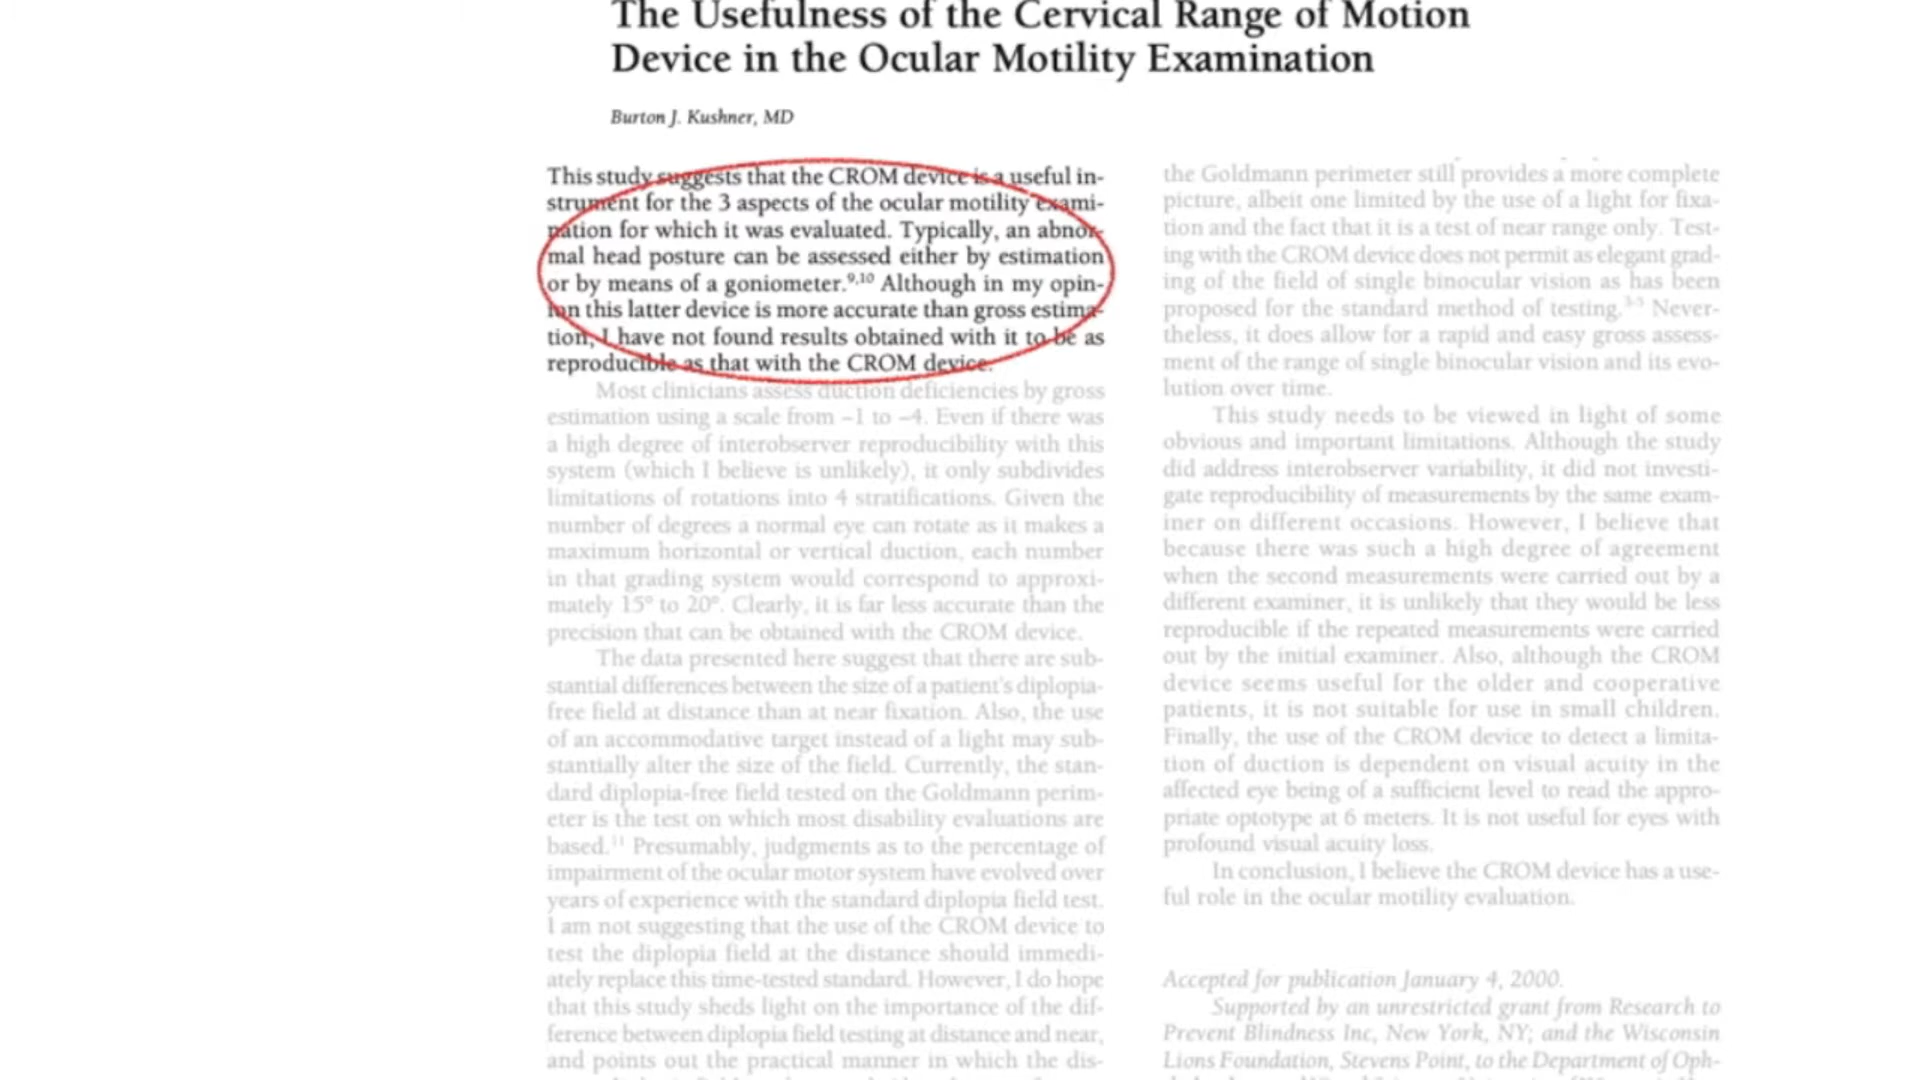 The Usefulness of the Cervical Range of Motion
Device in the Ocular Motility Examination
Burton J. Kushner, MD
This study suggests that the CROM device is a useful in-
strument for the 3 aspects of the ocular motility exami-
nation for which it was evaluated. Typically, an abnor-
mal head posture can be assessed either by estimation
or by means of a goniometer.9,10 Although in my opin-
ion this latter device is more accurate than gross estima-
tion, I have not found results obtained with it to be as
reproducible as that with the CROM device.
Most clinicians assess duction deficiencies by gross
estimation using a scale from –1 to –4. Even if there was
a high degree of interobserver reproducibility with this
system (which I believe is unlikely), it only subdivides
limitations of rotations into 4 stratifications. Given the
number of degrees a normal eye can rotate as it makes a
maximum horizontal or vertical duction, each number
in that grading system would correspond to approxi-
mately 15° to 20°. Clearly, it is far less accurate than the
precision that can be obtained with the CROM device.
The data presented here suggest that there are sub-
stantial differences between the size of a patient's diplopia-
free field at distance than at near fixation. Also, the use
of an accommodative target instead of a light may sub-
stantially alter the size of the field. Currently, the stan-
dard diplopia-free field tested on the Goldmann perim-
eter is the test on which most disability evaluations are
based.11 Presumably, judgments as to the percentage of
impairment of the ocular motor system have evolved over
years of experience with the standard diplopia field test.
I am not suggesting that the use of the CROM device to
test the diplopia field at the distance should immedi-
ately replace this time-tested standard. However, I do hope
that this study sheds light on the importance of the dif-
ference between diplopia field testing at distance and near,
and points out the practical manner in which the dis-
the Goldmann perimeter still provides a more complete
picture, albeit one limited by the use of a light for fixa-
tion and the fact that it is a test of near range only. Test-
ing with the CROM device does not permit as elegant grad-
ing of the field of single binocular vision as has been
proposed for the standard method of testing.3-5 Never-
theless, it does allow for a rapid and easy gross assess-
ment of the range of single binocular vision and its evo-
lution over time.
This study needs to be viewed in light of some
obvious and important limitations. Although the study
did address interobserver variability, it did not investi-
gate reproducibility of measurements by the same exam-
iner on different occasions. However, I believe that
because there was such a high degree of agreement
when the second measurements were carried out by a
different examiner, it is unlikely that they would be less
reproducible if the repeated measurements were carried
out by the initial examiner. Also, although the CROM
device seems useful for the older and cooperative
patients, it is not suitable for use in small children.
Finally, the use of the CROM device to detect a limita-
tion of duction is dependent on visual acuity in the
affected eye being of a sufficient level to read the appro-
priate optotype at 6 meters. It is not useful for eyes with
profound visual acuity loss.
In conclusion, I believe the CROM device has a use-
ful role in the ocular motility evaluation.
Accepted for publication January 4, 2000.
Supported by an unrestricted grant from Research to
Prevent Blindness Inc, New York, NY; and the Wisconsin
Lions Foundation, Stevens Point, to the Department of Oph-